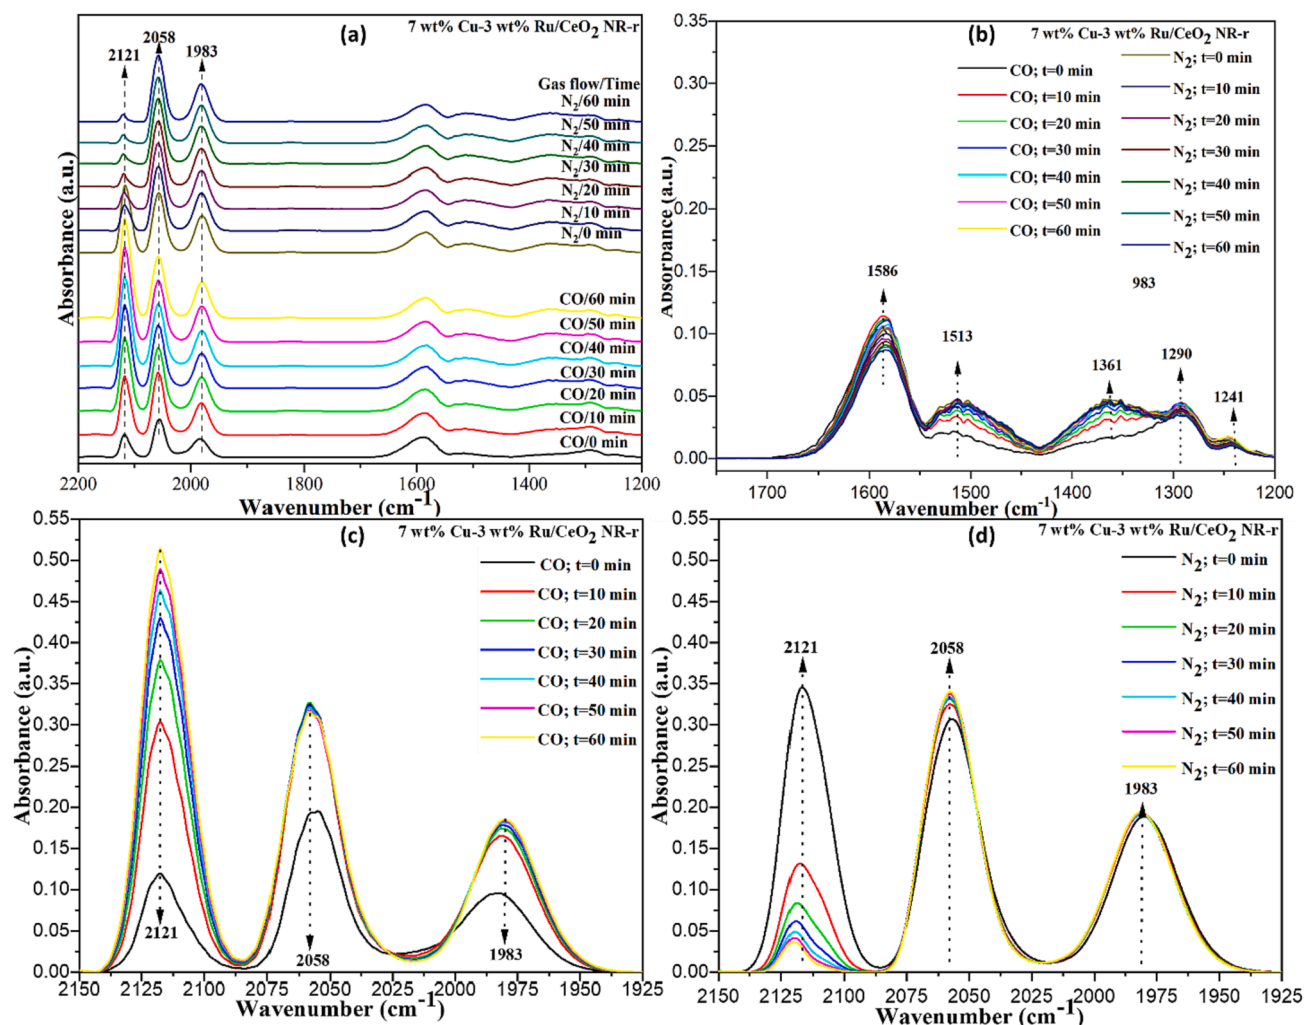 7 wt% Cu-3 wt% Ru/CeO₂ NR-r
(a)
2121
2058
1983
Gas flow/Time
N₂/60 min
N₂/50 min
N₂/40 min
N₂/30 min
N₂/20 min
N₂/10 min
N₂/0 min
CO/60 min
CO/50 min
CO/40 min
CO/30 min
CO/20 min
CO/10 min
CO/0 min
Absorbance (a.u.)
2200 2000 1800 1600 1400 1200
Wavenumber (cm⁻¹)
(b)
7 wt% Cu-3 wt% Ru/CeO₂ NR-r
CO; t=0 min
CO; t=10 min
CO; t=20 min
CO; t=30 min
CO; t=40 min
CO; t=50 min
CO; t=60 min
N₂; t=0 min
N₂; t=10 min
N₂; t=20 min
N₂; t=30 min
N₂; t=40 min
N₂; t=50 min
N₂; t=60 min
1586
1513
983
1361
1290
1241
Absorbance (a.u.)
0.35
0.30
0.25
0.20
0.15
0.10
0.05
0.00
1700 1600 1500 1400 1300 1200
Wavenumber (cm⁻¹)
7 wt% Cu-3 wt% Ru/CeO₂ NR-r
(c)
CO; t=0 min
CO; t=10 min
CO; t=20 min
CO; t=30 min
CO; t=40 min
CO; t=50 min
CO; t=60 min
2121
2058
1983
Absorbance (a.u.)
0.55
0.50
0.45
0.40
0.35
0.30
0.25
0.20
0.15
0.10
0.05
0.00
2150 2125 2100 2075 2050 2025 2000 1975 1950 1925
Wavenumber (cm⁻¹)
7 wt% Cu-3 wt% Ru/CeO₂ NR-r
(d)
N₂; t=0 min
N₂; t=10 min
N₂; t=20 min
N₂; t=30 min
N₂; t=40 min
N₂; t=50 min
N₂; t=60 min
2121
2058
1983
Absorbance (a.u.)
0.55
0.50
0.45
0.40
0.35
0.30
0.25
0.20
0.15
0.10
0.05
0.00
2150 2125 2100 2075 2050 2025 2000 1975 1950 1925
Wavenumber (cm⁻¹)